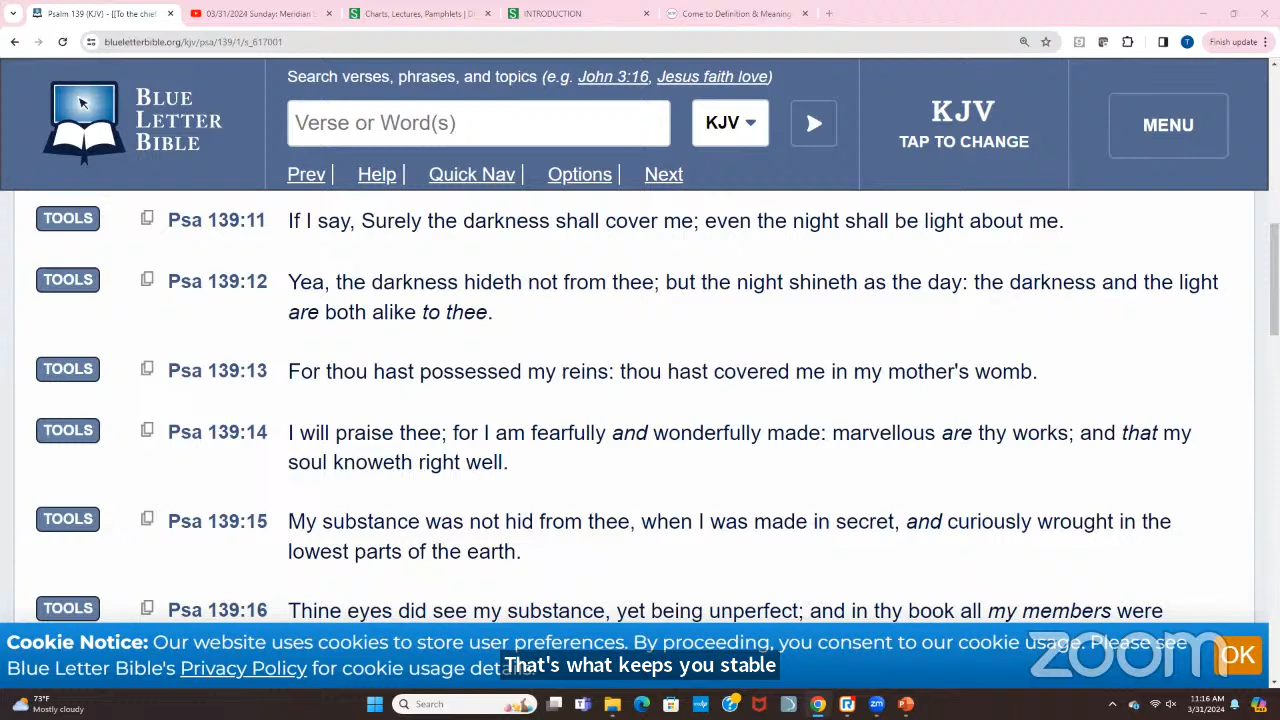 Psalm 139 (KJV) - [[To the chief
03/31/2024 Sunday: Meridian
Charts, Lectures, Pamphlets | D
INTRODUCTION
Come to Definition & Meaning
blueletterbible.org/kjv/psa/139/1/s_617001
Finish update
Search verses, phrases, and topics (e.g. John 3:16, Jesus faith love)
BLUE
LETTER
BIBLE
Verse or Word(s)
KJV
KJV
TAP TO CHANGE
MENU
Prev | Help | Quick Nav | Options | Next
TOOLS Psa 139:11 If I say, Surely the darkness shall cover me; even the night shall be light about me.
TOOLS Psa 139:12 Yea, the darkness hideth not from thee; but the night shineth as the day: the darkness and the light
are both alike to thee.
TOOLS Psa 139:13 For thou hast possessed my reins: thou hast covered me in my mother's womb.
TOOLS Psa 139:14 I will praise thee; for I am fearfully and wonderfully made: marvellous are thy works; and that my
soul knoweth right well.
TOOLS Psa 139:15 My substance was not hid from thee, when I was made in secret, and curiously wrought in the
lowest parts of the earth.
TOOLS Psa 139:16 Thine eyes did see my substance, yet being unperfect; and in thy book all my members were
Cookie Notice: Our website uses cookies to store user preferences. By proceeding, you consent to our cookie usage. Please see
Blue Letter Bible's Privacy Policy for cookie usage details.
OK
zoom
That's what keeps you stable
73°F
Mostly cloudy
Search
11:16 AM
3/31/2024